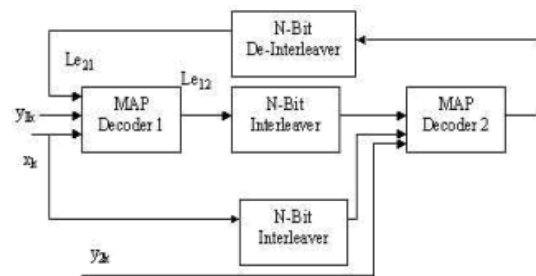 N-Bit
De-Interleaver
Le21
Le12
MAP
Decoder 1
N-Bit
Interleaver
MAP
Decoder 2
y1k
xk
N-Bit
Interleaver
y2k